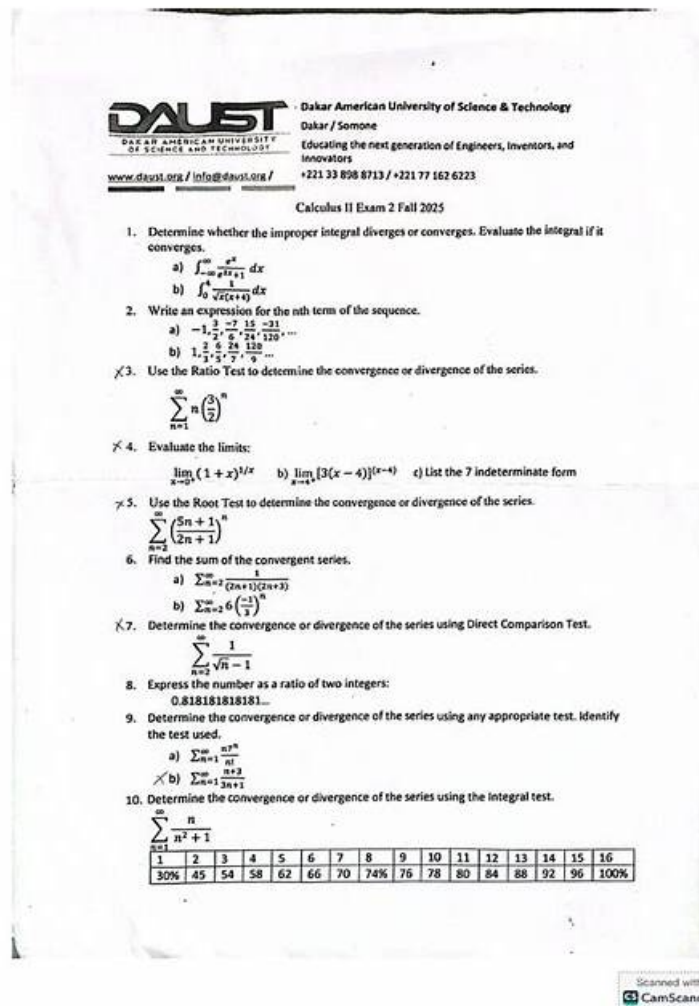 DAUST
DAKAR AMERICAN UNIVERSITY
OF SCIENCE AND TECHNOLOGY
www.daust.org / info@daust.org /
Dakar American University of Science & Technology
Dakar / Somone
Educating the next generation of Engineers, Inventors, and
Innovators
+221 33 898 8713 / +221 77 162 6223
Calculus II Exam 2 Fall 2025
1. Determine whether the improper integral diverges or converges. Evaluate the integral if it
converges.
a) ∫_{-∞}^{∞} e^x/(e^{2x}+1) dx
b) ∫_0^4 1/(√x(x+4)) dx
2. Write an expression for the nth term of the sequence.
a) −1, 3/2, −7/6, 15/24, −31/120, ...
b) 1, 2/3, 6/5, 24/7, 120/9 ...
X3. Use the Ratio Test to determine the convergence or divergence of the series.
∑_{n=1}^{∞} n(3/2)^n
X 4. Evaluate the limits:
lim_{x→0⁺} (1 + x)^{1/x} b) lim_{x→4⁺} [3(x − 4)]^{(x−4)} c) List the 7 indeterminate form
X 5. Use the Root Test to determine the convergence or divergence of the series.
∑_{n=2}^{∞} ((5n + 1)/(2n + 1))^n
6. Find the sum of the convergent series.
a) ∑_{n=2}^{∞} 1/((2n+1)(2n+3))
b) ∑_{n=2}^{∞} 6(−1/3)^n
X7. Determine the convergence or divergence of the series using Direct Comparison Test.
∑_{n=2}^{∞} 1/(√n − 1)
8. Express the number as a ratio of two integers:
0.818181818181...
9. Determine the convergence or divergence of the series using any appropriate test. Identify
the test used.
a) ∑_{n=1}^{∞} n7^n/n!
X b) ∑_{n=1}^{∞} (n+3)/(3n+1)
10. Determine the convergence or divergence of the series using the Integral test.
∑_{n=1}^{∞} n/(n² + 1)
1 2 3 4 5 6 7 8 9 10 11 12 13 14 15 16
30% 45 54 58 62 66 70 74% 76 78 80 84 88 92 96 100%
Scanned with
CS CamScan